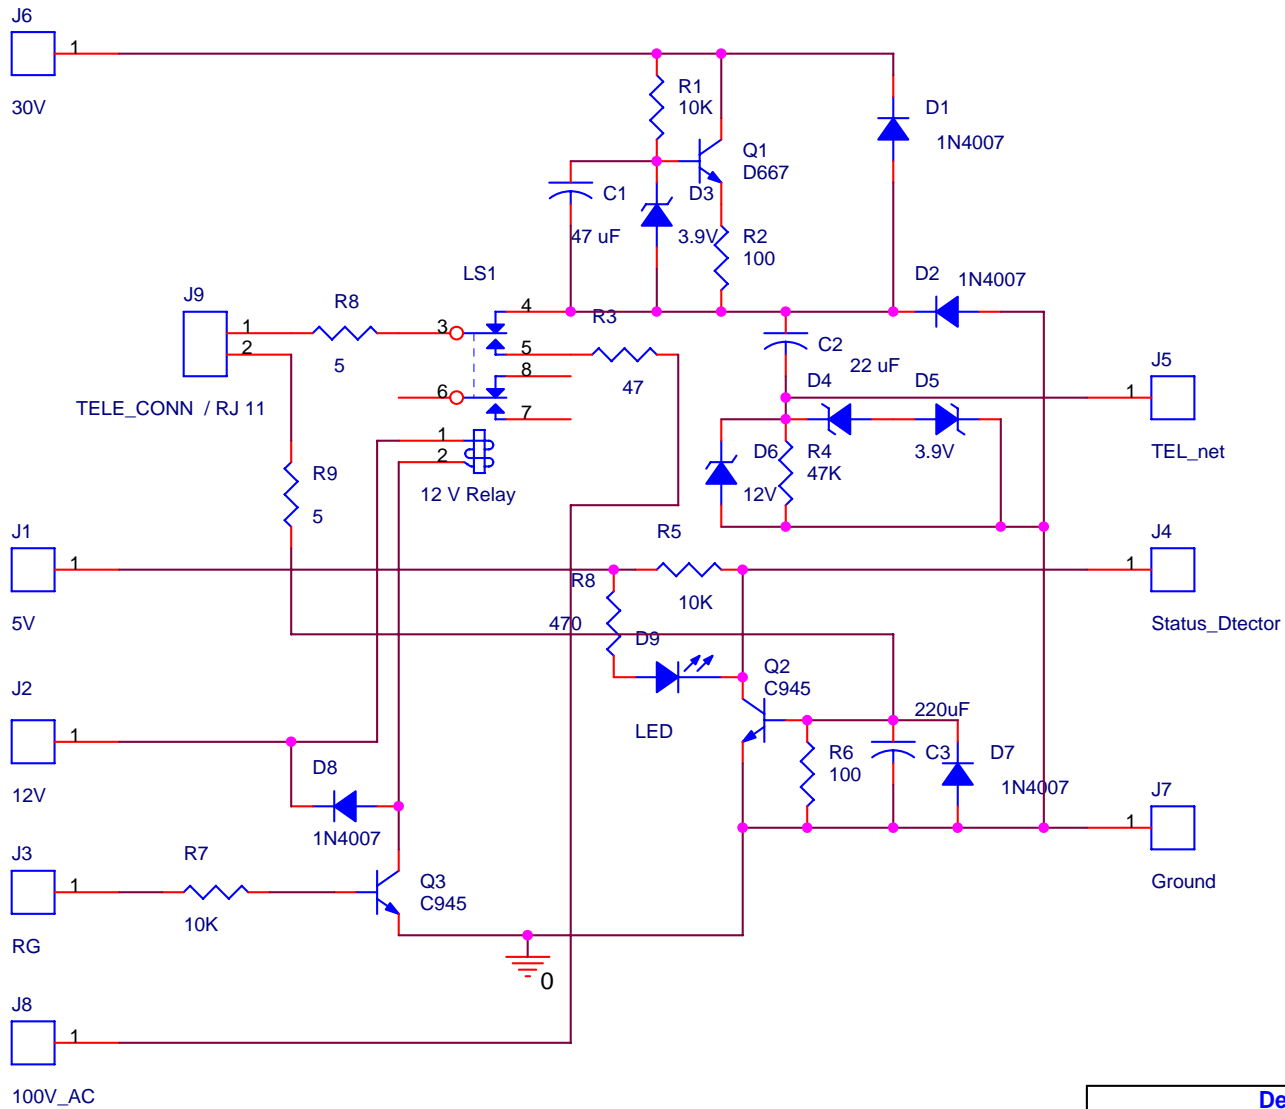 J6
1
30V
R1
10K
D1
1N4007
Q1
D667
C1
47 uF
D3
3.9V
R2
100
LS1
J9
1
2
R8
5
3
4
5
8
6
7
R3
47
D2
1N4007
C2
22 uF
D4
D5
3.9V
J5
1
TEL_net
TELE_CONN / RJ 11
1
2
12 V Relay
D6
12V
R4
47K
R9
5
J1
1
5V
R5
10K
J4
1
Status_Dtector
R8
470
D9
LED
Q2
C945
J2
1
12V
D8
1N4007
R6
100
220uF
C3
D7
1N4007
J7
1
Ground
J3
1
RG
R7
10K
Q3
C945
0
J8
1
100V_AC
De